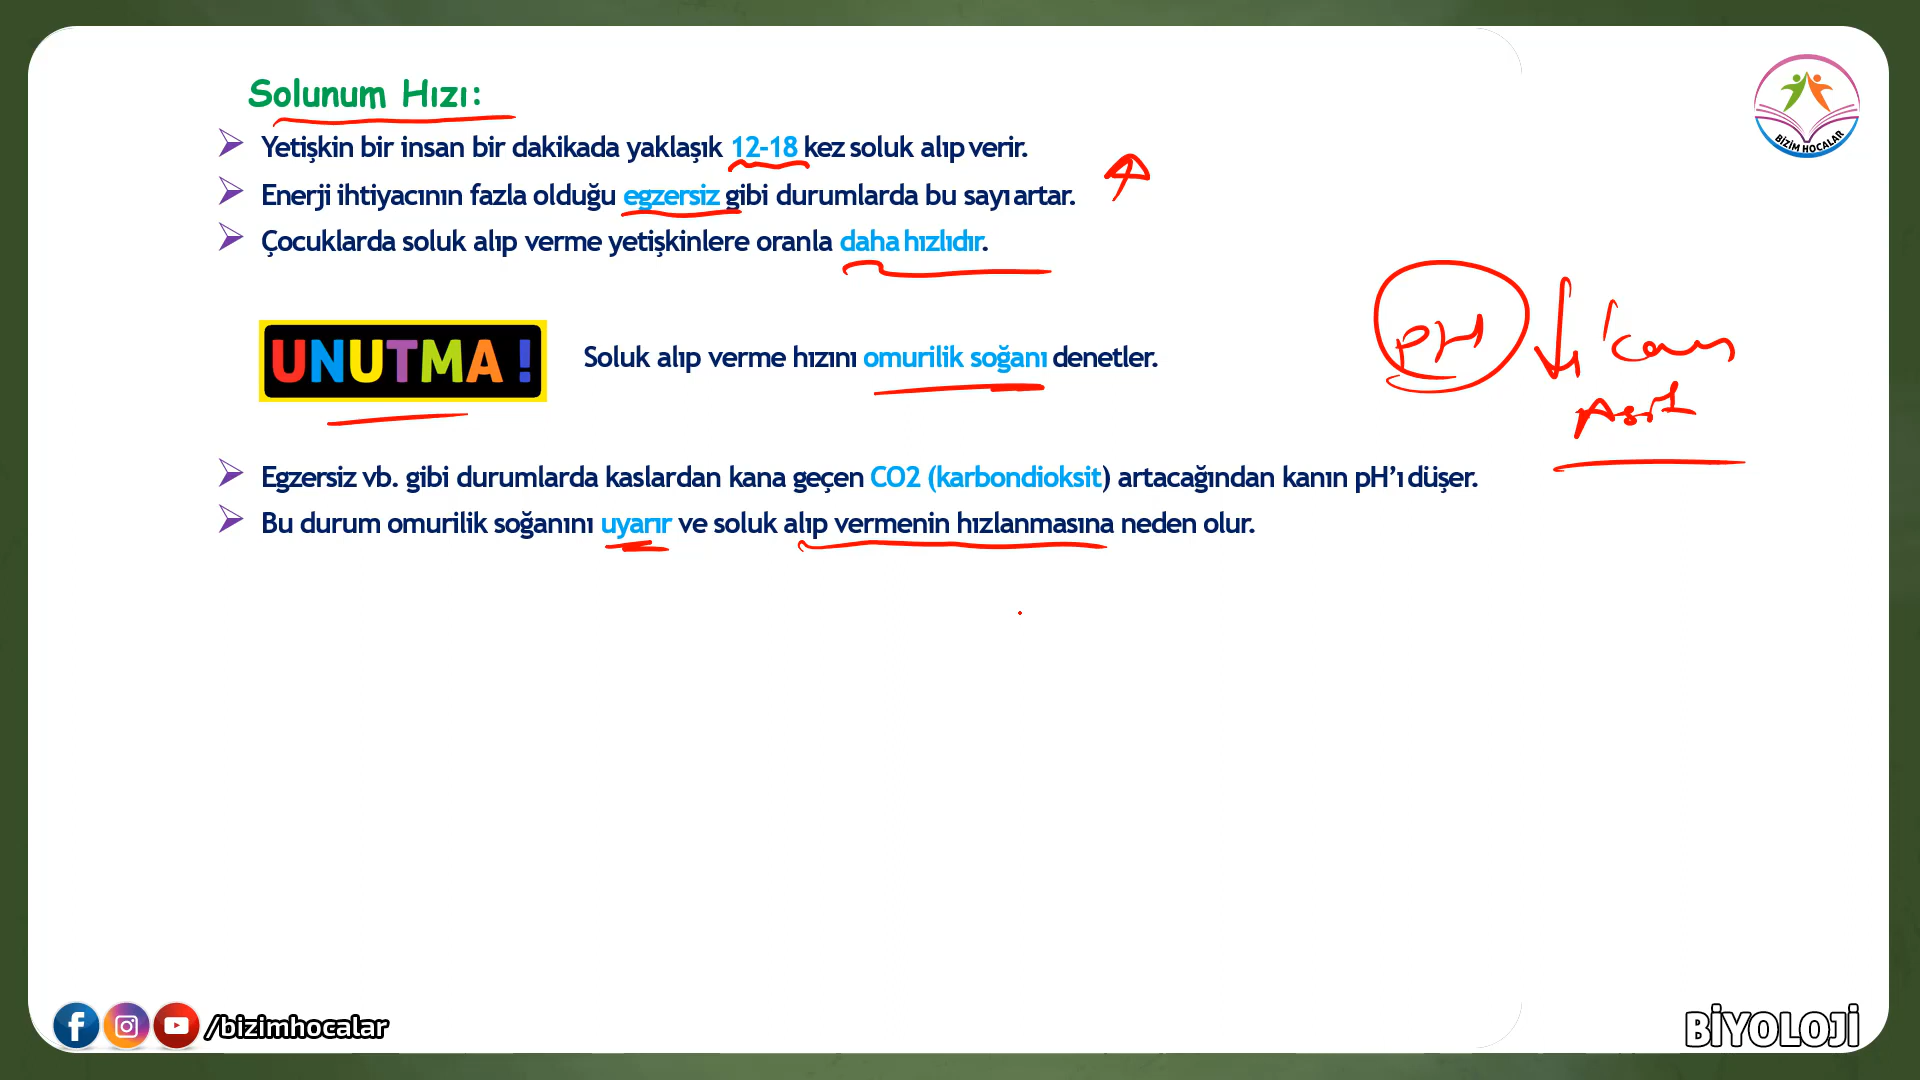 Solunum Hızı:
Yetişkin bir insan bir dakikada yaklaşık 12-18 kez soluk alıp verir.
Enerji ihtiyacının fazla olduğu egzersiz gibi durumlarda bu sayı artar.
Çocuklarda soluk alıp verme yetişkinlere oranla daha hızlıdır.
UNUTMA !
Soluk alıp verme hızını omurilik soğanı denetler.
PH
Asit
Egzersiz vb. gibi durumlarda kaslardan kana geçen CO2 (karbondioksit) artacağından kanın pH’ı düşer.
Bu durum omurilik soğanını uyarır ve soluk alıp vermenin hızlanmasına neden olur.
BİZİM HOCALAR
/bizimhocalar
BİYOLOJİ